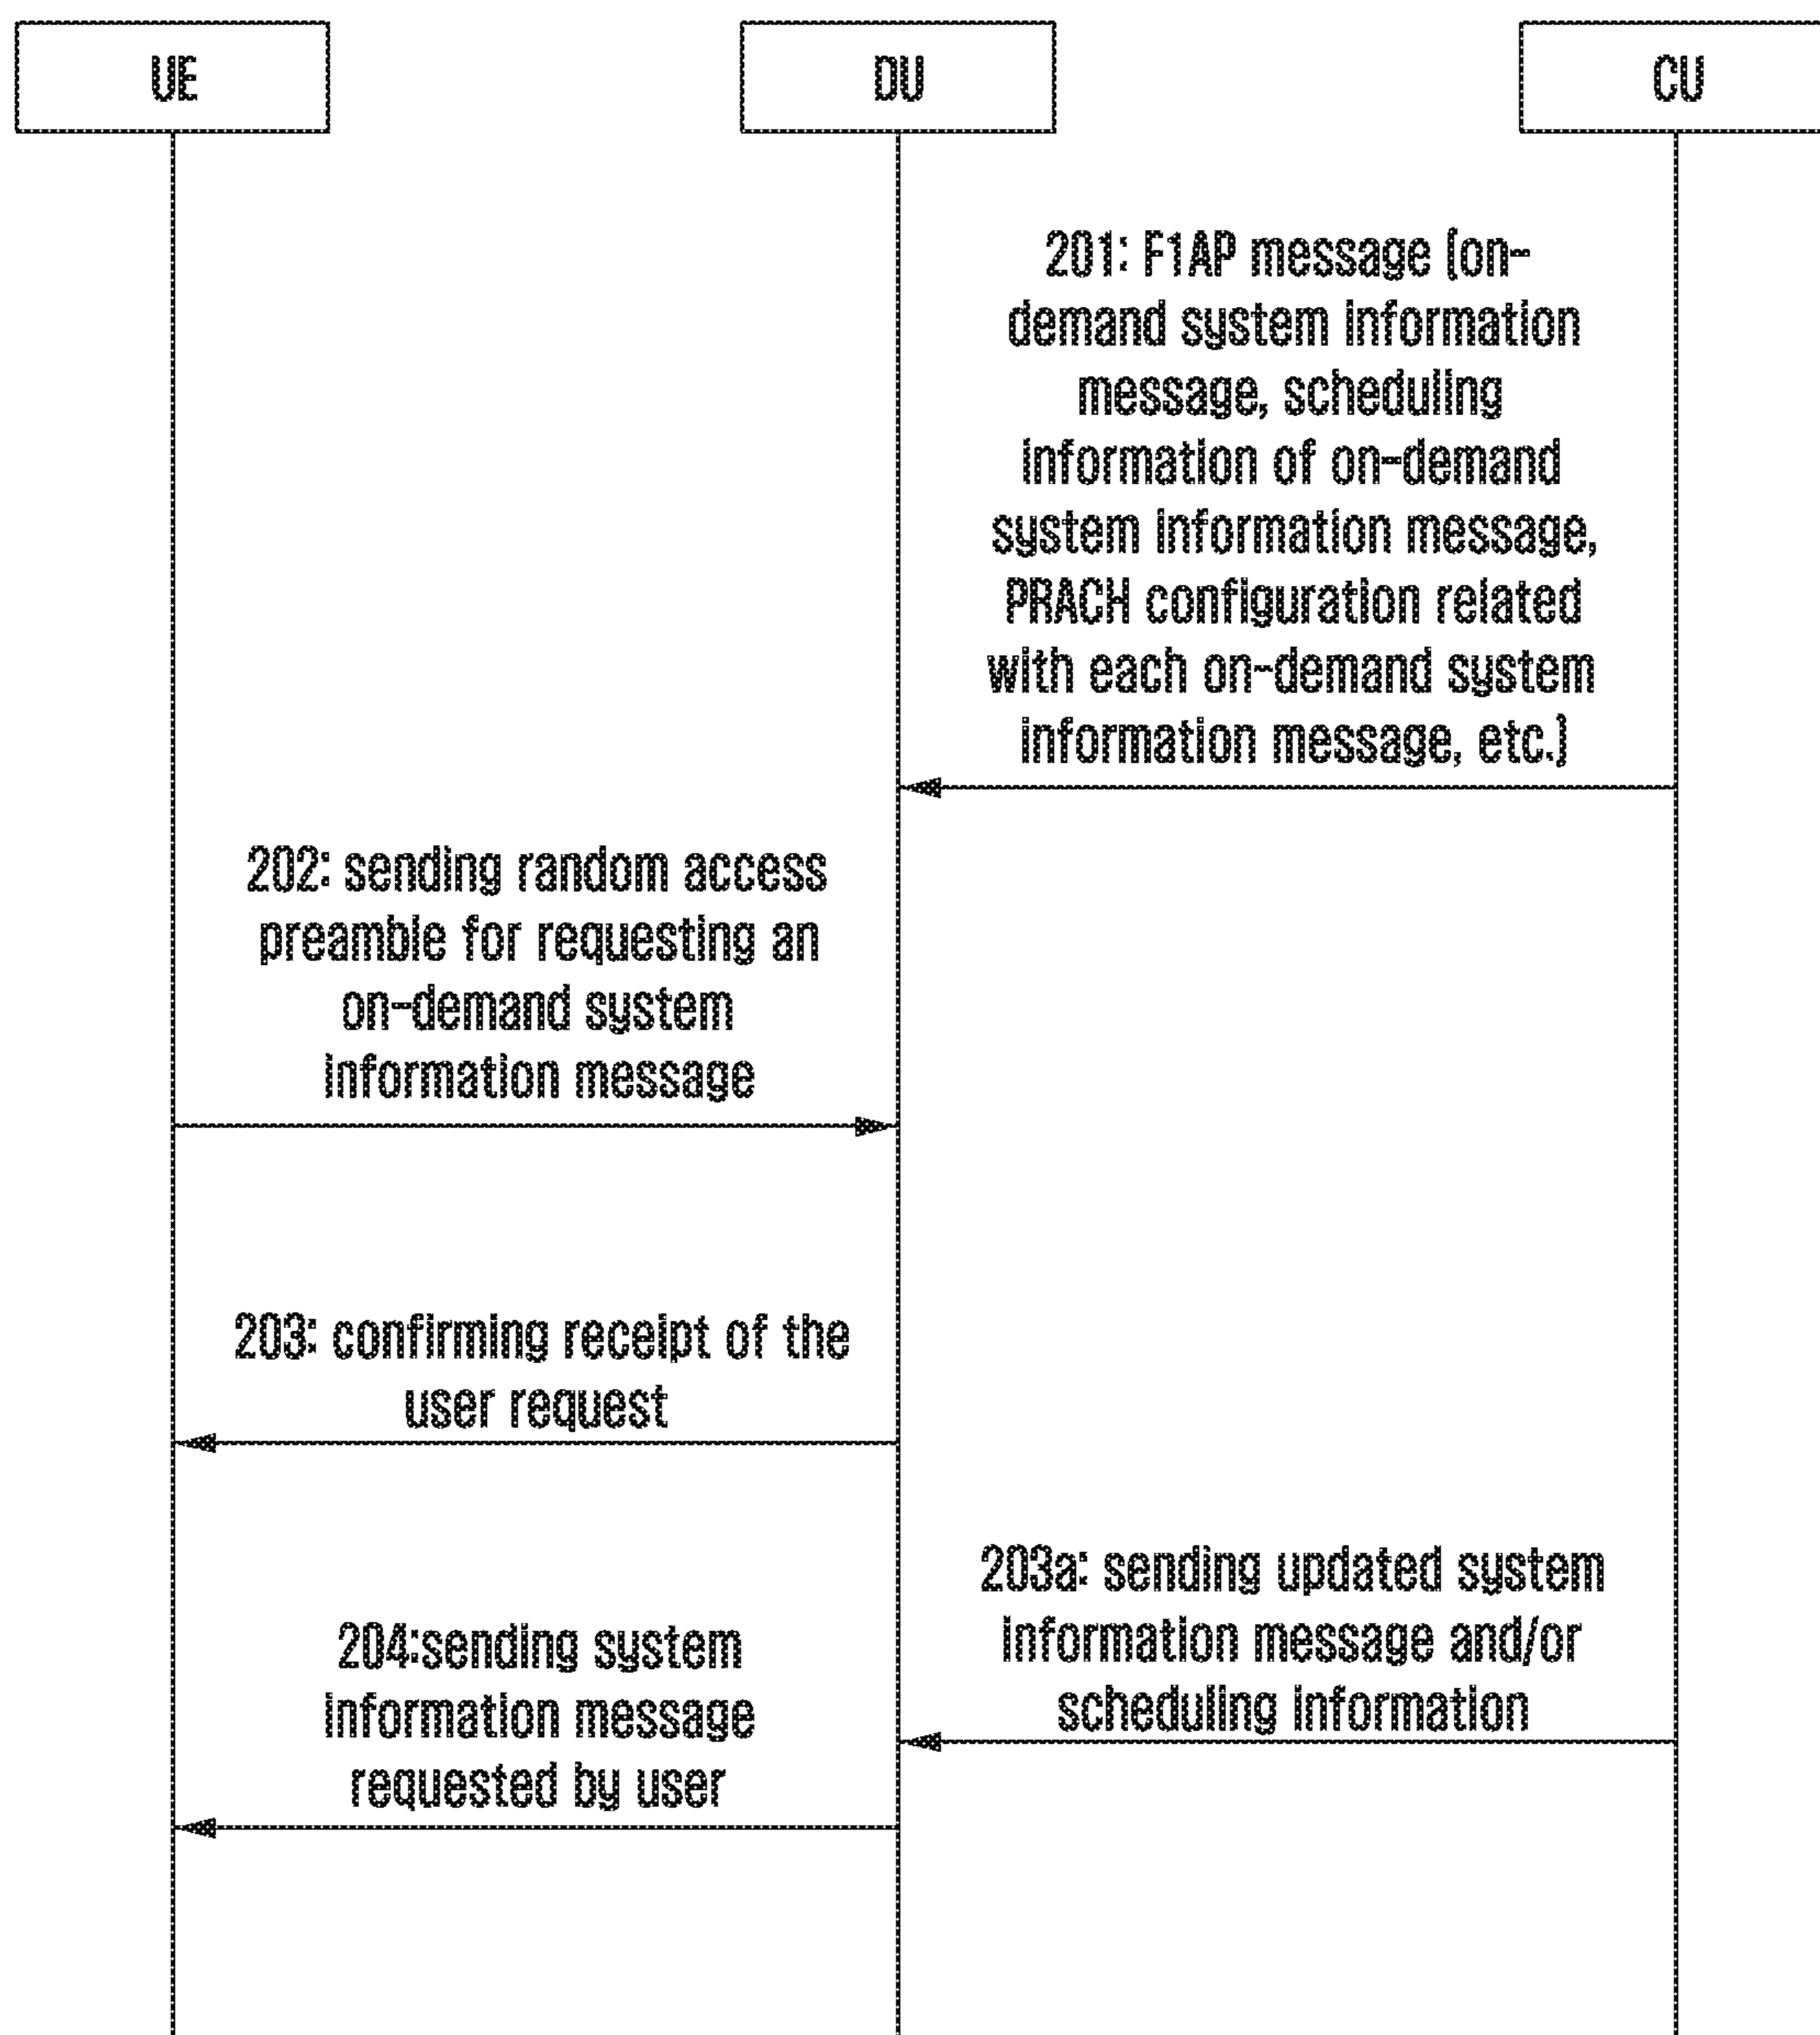 UE
DU
CU
201: F1AP message (on-
demand system information
message, scheduling
information of on-demand
system information message,
PRACH configuration related
with each on-demand system
information message, etc.)
202: sending random access
preamble for requesting an
on-demand system
information message
203: confirming receipt of the
user request
203a: sending updated system
information message and/or
scheduling information
204:sending system
information message
requested by user